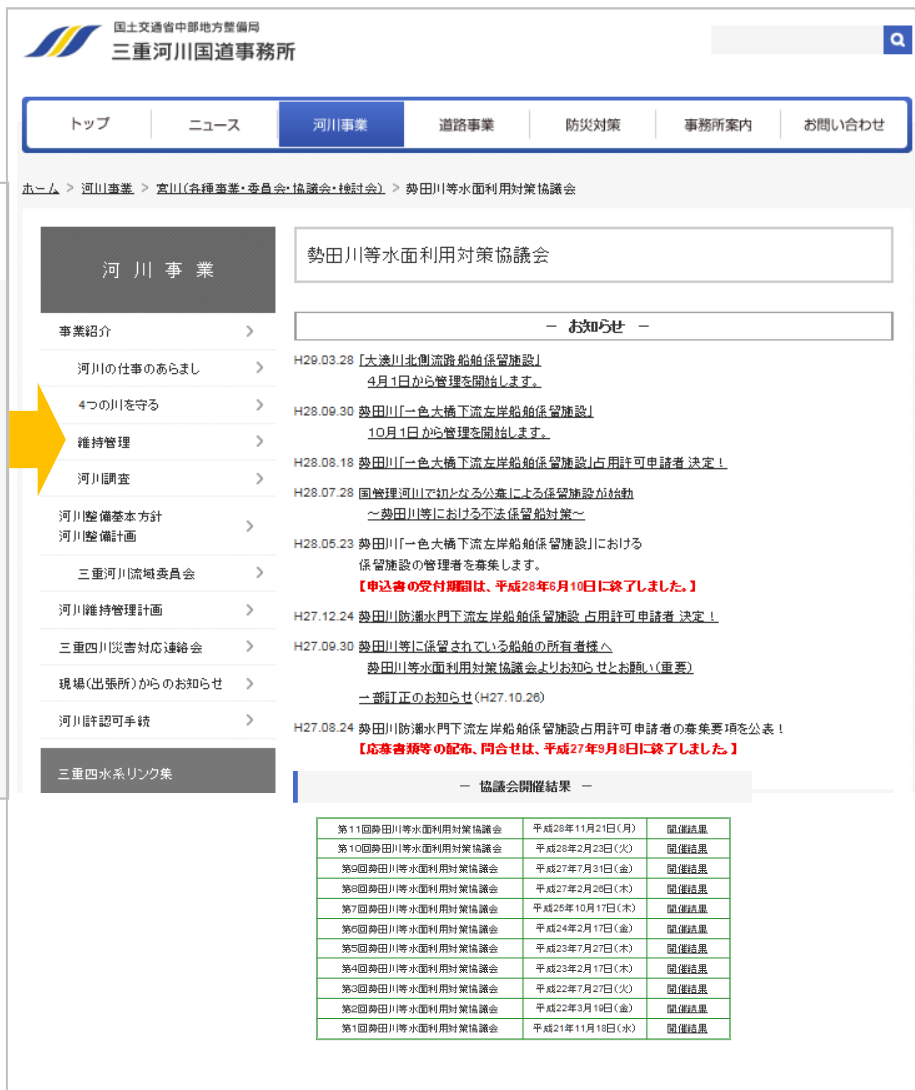 国土交通省中部地方整備局
三重河川国道事務所
トップ ニュース 河川事業 道路事業 防災対策 事務所案内 お問い合わせ
ホーム > 河川事業 > 宮川(各種事業・委員会・協議会・検討会) > 勢田川等水面利用対策協議会
河川事業
事業紹介
河川の仕事のあらまし
4つの川を守る
維持管理
河川調査
河川整備基本方針
河川整備計画
三重河川流域委員会
河川維持管理計画
三重四川災害対応連絡会
現場(出張所)からのお知らせ
河川許認可手続
三重四水系リンク集
勢田川等水面利用対策協議会
－ お知らせ －
H29.03.28 「大湊川北側流路船舶係留施設」
4月1日から管理を開始します。
H28.09.30 勢田川「一色大橋下流左岸船舶係留施設」
10月1日から管理を開始します。
H28.08.18 勢田川「一色大橋下流左岸船舶係留施設」占用許可申請者 決定！
H28.07.28 国管理河川で初となる公募による係留施設が始動
～勢田川等における不法係留船対策～
H28.05.23 勢田川「一色大橋下流左岸船舶係留施設」における
係留施設の管理者を募集します。
【申込書の受付期間は、平成28年6月10日に終了しました。】
H27.12.24 勢田川防潮水門下流左岸船舶係留施設 占用許可申請者 決定！
H27.09.30 勢田川等に係留されている船舶の所有者様へ
勢田川等水面利用対策協議会よりお知らせとお願い(重要)
一部訂正のお知らせ(H27.10.26)
H27.08.24 勢田川防潮水門下流左岸船舶係留施設占用許可申請者の募集要項を公表！
【応募書類等の配布、問合せは、平成27年9月8日に終了しました。】
－ 協議会開催結果 －
第11回勢田川等水面利用対策協議会 平成28年11月21日(月) 開催結果
第10回勢田川等水面利用対策協議会 平成28年2月23日(火) 開催結果
第9回勢田川等水面利用対策協議会 平成27年7月31日(金) 開催結果
第8回勢田川等水面利用対策協議会 平成27年2月26日(木) 開催結果
第7回勢田川等水面利用対策協議会 平成25年10月17日(木) 開催結果
第6回勢田川等水面利用対策協議会 平成24年2月17日(金) 開催結果
第5回勢田川等水面利用対策協議会 平成23年7月27日(木) 開催結果
第4回勢田川等水面利用対策協議会 平成23年2月17日(木) 開催結果
第3回勢田川等水面利用対策協議会 平成22年7月27日(火) 開催結果
第2回勢田川等水面利用対策協議会 平成22年3月19日(金) 開催結果
第1回勢田川等水面利用対策協議会 平成21年11月18日(水) 開催結果